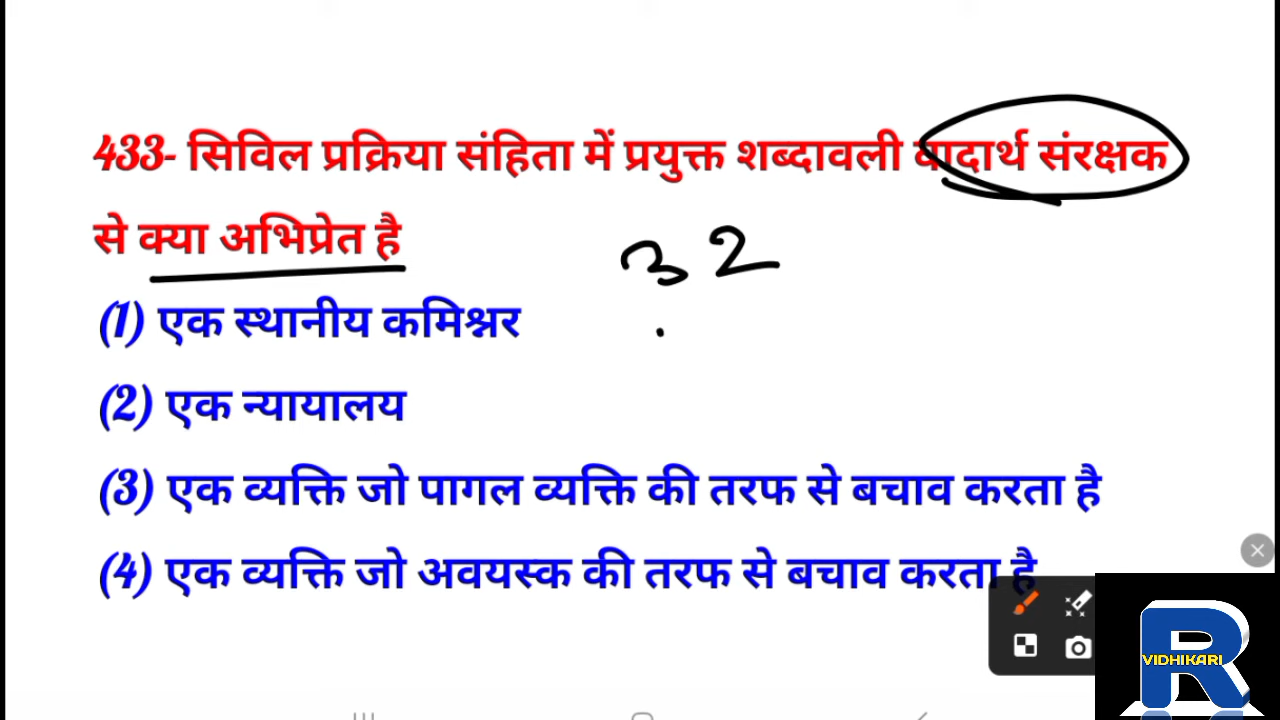 433- सिविल प्रक्रिया संहिता में प्रयुक्त शब्दावली वादार्थ संरक्षक
से क्या अभिप्रेत है
32
(1) एक स्थानीय कमिश्नर
(2) एक न्यायालय
(3) एक व्यक्ति जो पागल व्यक्ति की तरफ से बचाव करता है
(4) एक व्यक्ति जो अवयस्क की तरफ से बचाव करता है
R
VIDHIKARI